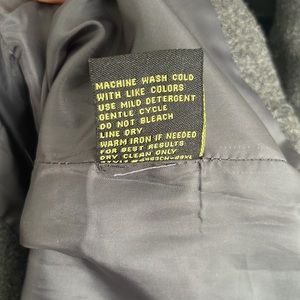 MACHINE WASH COLD
WITH LIKE COLORS
USE MILD DETERGENT
GENTLE CYCLE
DO NOT BLEACH
LINE DRY
WARM IRON IF NEEDED
FOR BEST RESULTS
DRY CLEAN ONLY